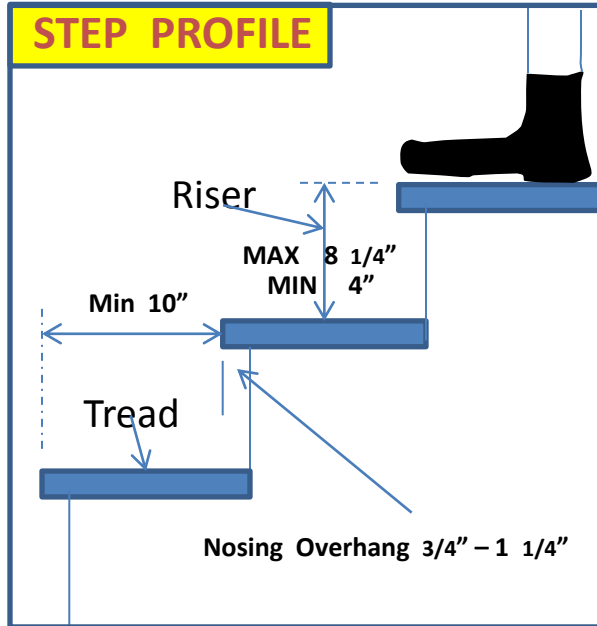 STEP PROFILE
Riser
MAX 8 1/4”
MIN 4”
Min 10”
Tread
Nosing Overhang 3/4” – 1 1/4”